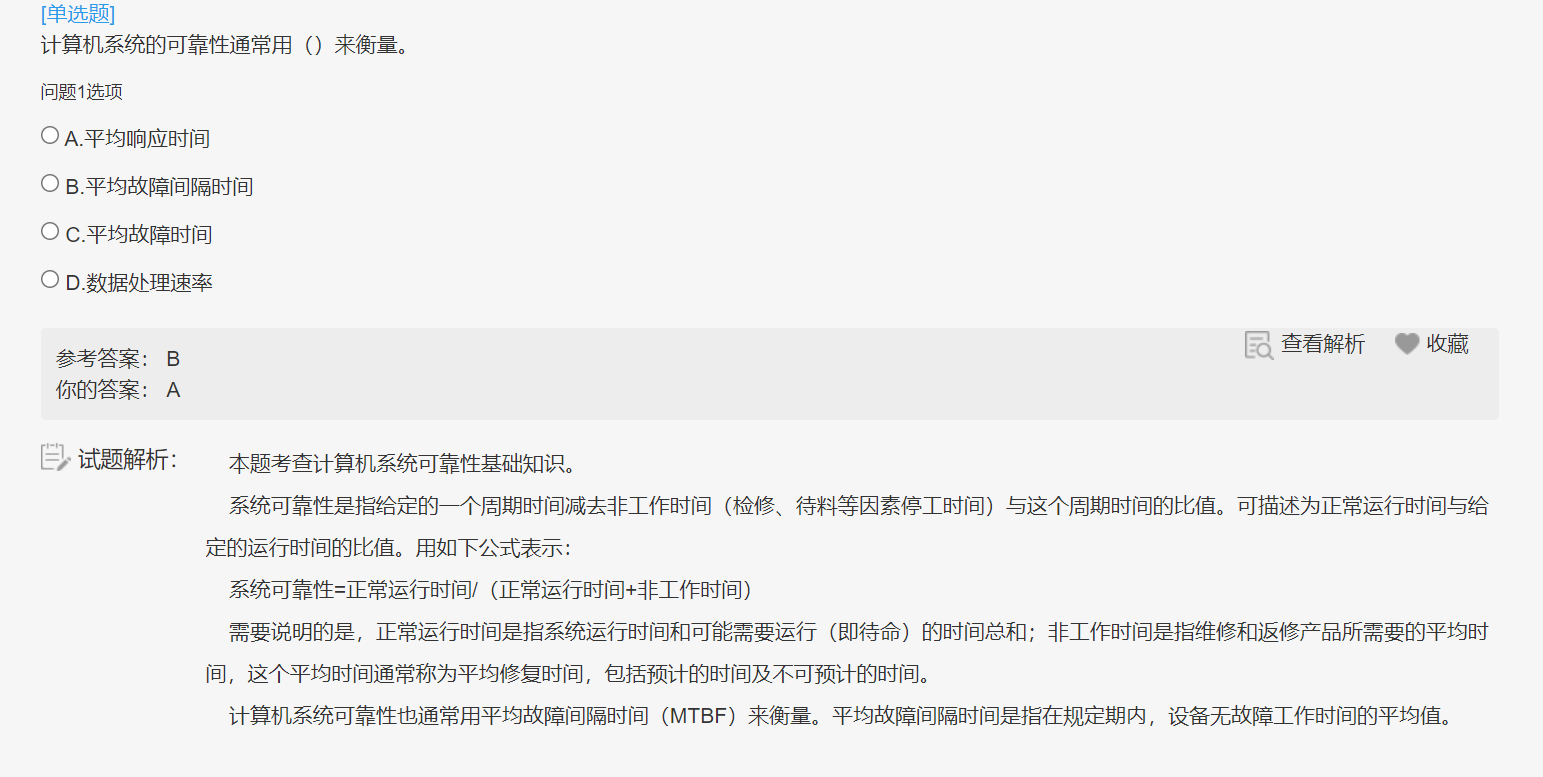 [单选题]
计算机系统的可靠性通常用（）来衡量。
问题1选项
A.平均响应时间
B.平均故障间隔时间
C.平均故障时间
D.数据处理速率
查看解析 收藏
参考答案： B
你的答案： A
试题解析： 本题考查计算机系统可靠性基础知识。
系统可靠性是指给定的一个周期时间减去非工作时间（检修、待料等因素停工时间）与这个周期时间的比值。可描述为正常运行时间与给
定的运行时间的比值。用如下公式表示：
系统可靠性=正常运行时间/（正常运行时间+非工作时间）
需要说明的是，正常运行时间是指系统运行时间和可能需要运行（即待命）的时间总和；非工作时间是指维修和返修产品所需要的平均时
间，这个平均时间通常称为平均修复时间，包括预计的时间及不可预计的时间。
计算机系统可靠性也通常用平均故障间隔时间（MTBF）来衡量。平均故障间隔时间是指在规定期内，设备无故障工作时间的平均值。